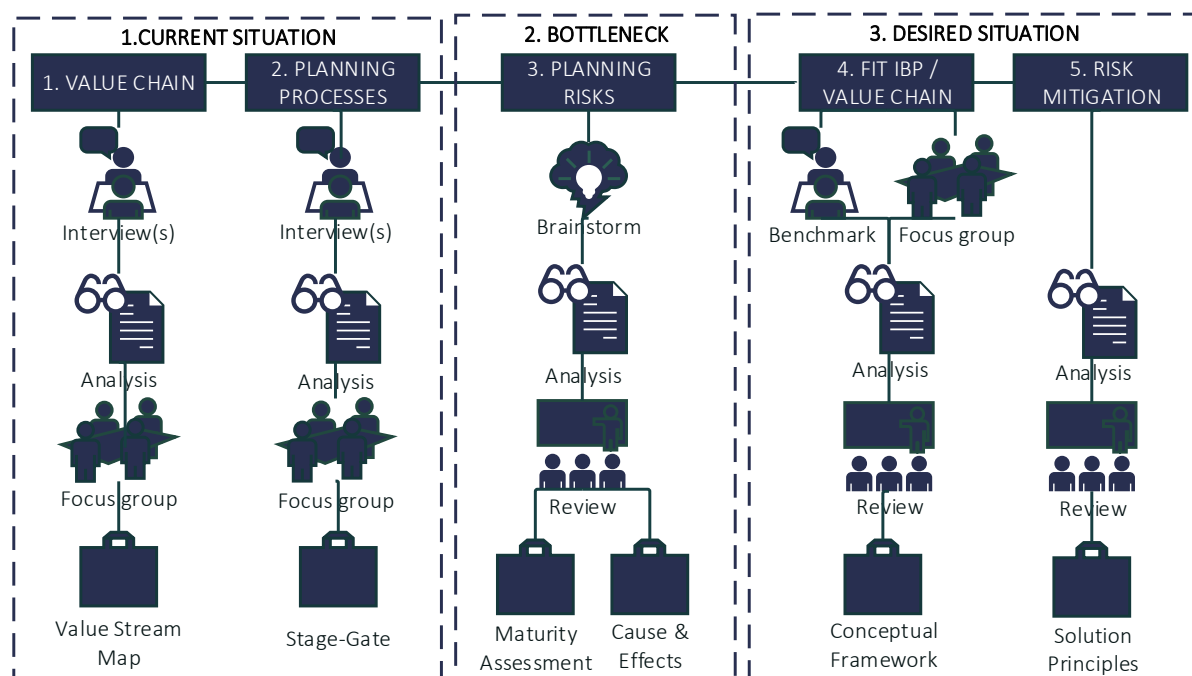 1.CURRENT SITUATION
2. BOTTLENECK
3. DESIRED SITUATION
1. VALUE CHAIN
2. PLANNING
PROCESSES
3. PLANNING
RISKS
4. FIT IBP /
VALUE CHAIN
5. RISK
MITIGATION
Interview(s)
Interview(s)
Brainstorm
Benchmark
Focus group
Analysis
Analysis
Analysis
Analysis
Analysis
Focus group
Focus group
Review
Review
Review
Value Stream
Map
Stage-Gate
Maturity
Assessment
Cause &
Effects
Conceptual
Framework
Solution
Principles